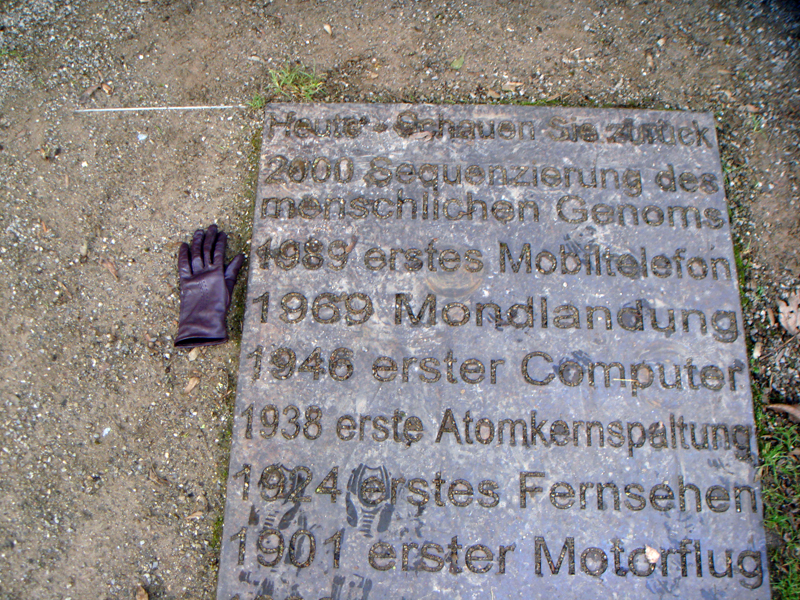 Heute - Schauen Sie zurück
2000 Sequenzierung des
menschlichen Genoms
1989 erstes Mobiltelefon
1969 Mondlandung
1946 erster Computer
1938 erste Atomkernspaltung
1924 erstes Fernsehen
1901 erster Motorflug